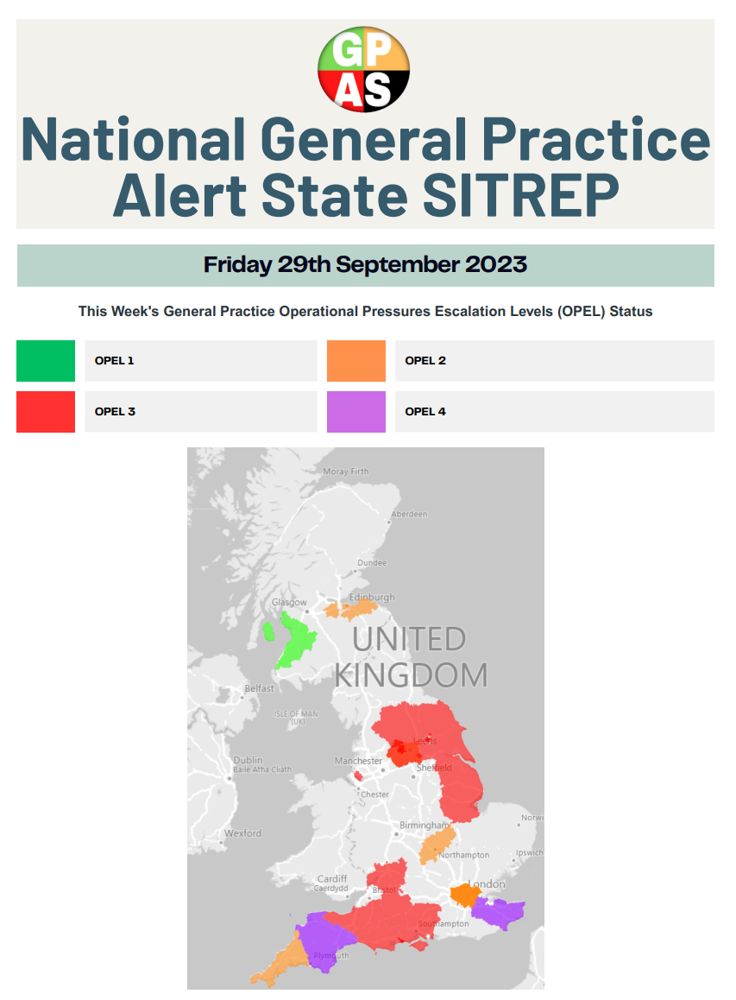 GP
AS
National General Practice
Alert State SITREP
Friday 29th September 2023
This Week's General Practice Operational Pressures Escalation Levels (OPEL) Status
OPEL 1
OPEL 2
OPEL 3
OPEL 4
Moray Firth
Aberdeen
Dundee
Glasgow
Edinburgh
UNITED
KINGDOM
Belfast
ISLE OF MAN
(UK)
Leeds
Dublin
Baile Átha Cliath
Manchester
Sheffield
Chester
Norwi
Birmingham
Wexford
Northampton
Ipswich
Cardiff
Caerdydd
London
Bristol
Southampton
Plymouth